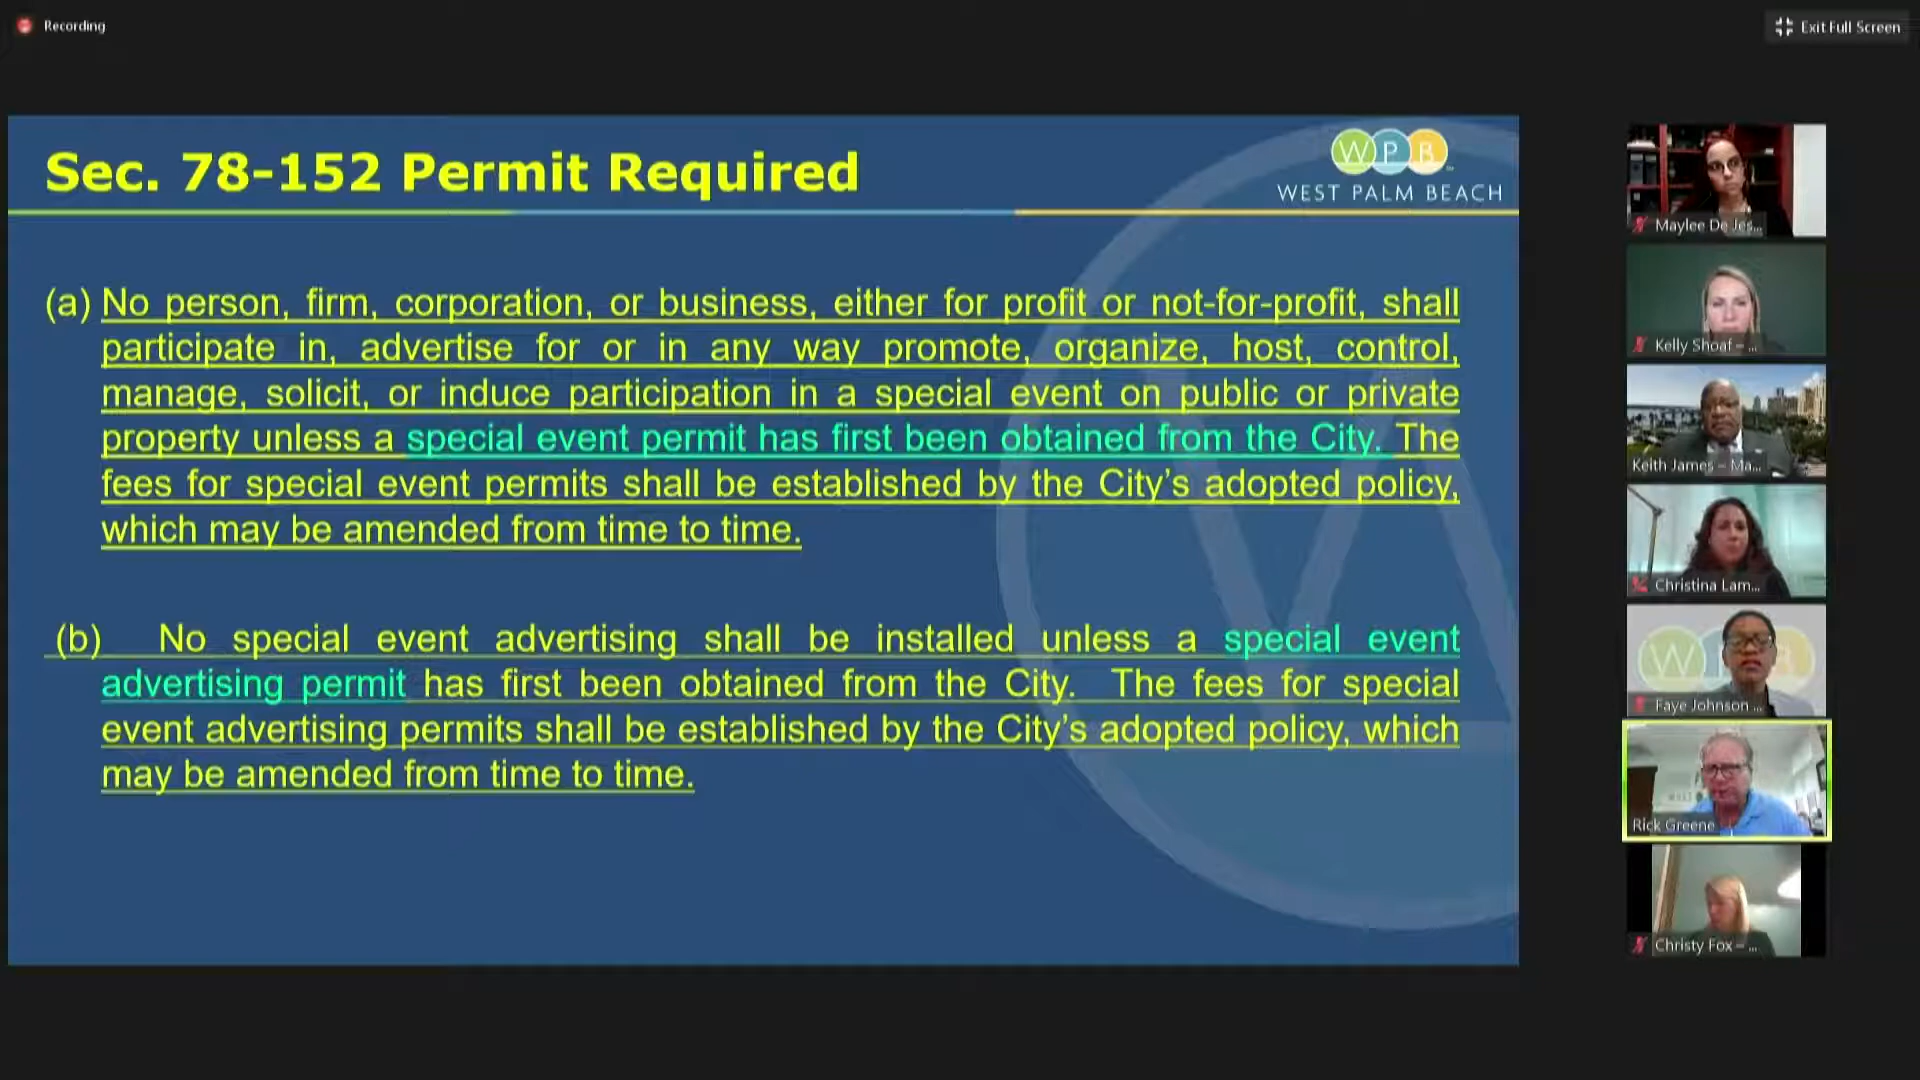 Recording
Exit Full Screen
Sec. 78-152 Permit Required
WPB
WEST PALM BEACH
(a) No person, firm, corporation, or business, either for profit or not-for-profit, shall
participate in, advertise for or in any way promote, organize, host, control,
manage, solicit, or induce participation in a special event on public or private
property unless a special event permit has first been obtained from the City. The
fees for special event permits shall be established by the City's adopted policy,
which may be amended from time to time.
(b) No special event advertising shall be installed unless a special event
advertising permit has first been obtained from the City. The fees for special
event advertising permits shall be established by the City's adopted policy, which
may be amended from time to time.
Maylee De Jes...
Kelly Shoaf – ...
Keith James – Ma...
Christina Lam...
WPB
Faye Johnson ...
Rick Greene
Christy Fox – ...